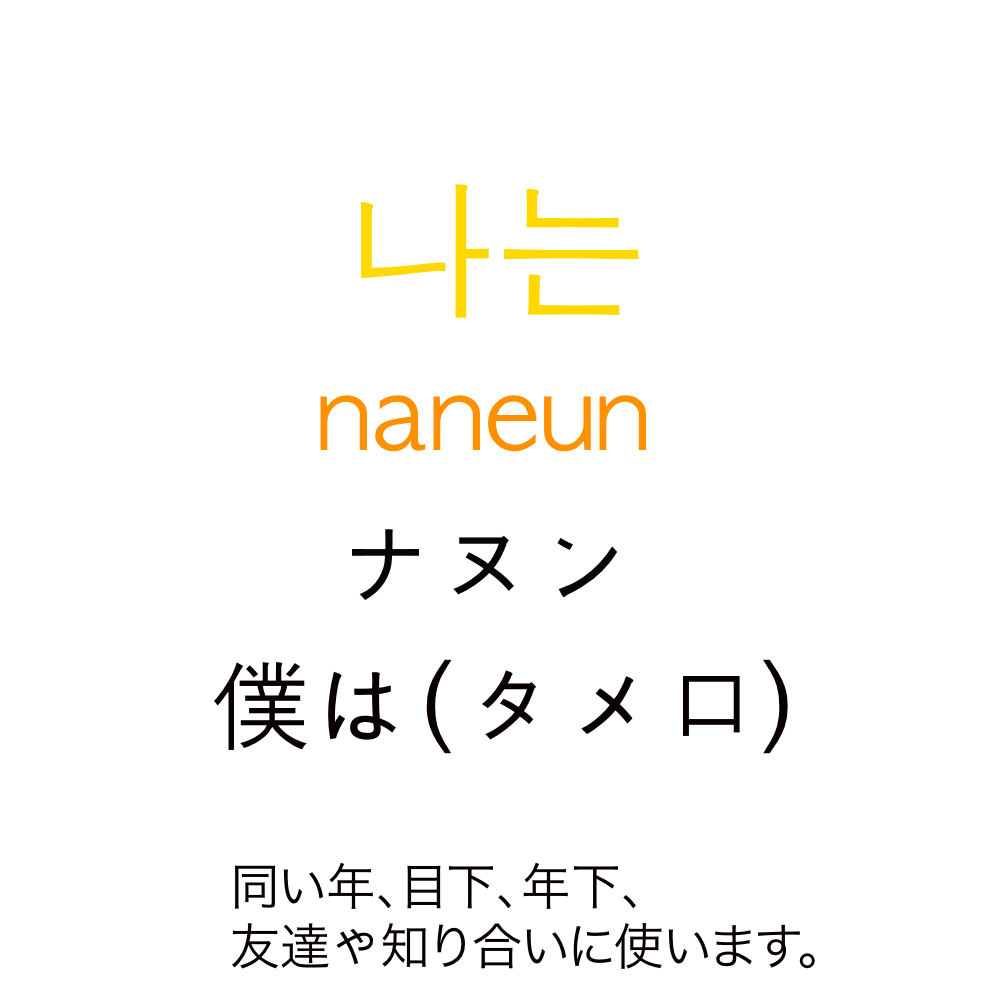 나는
naneun
ナヌン
僕は(タメ口)
同い年、目下、年下、
友達や知り合いに使います。